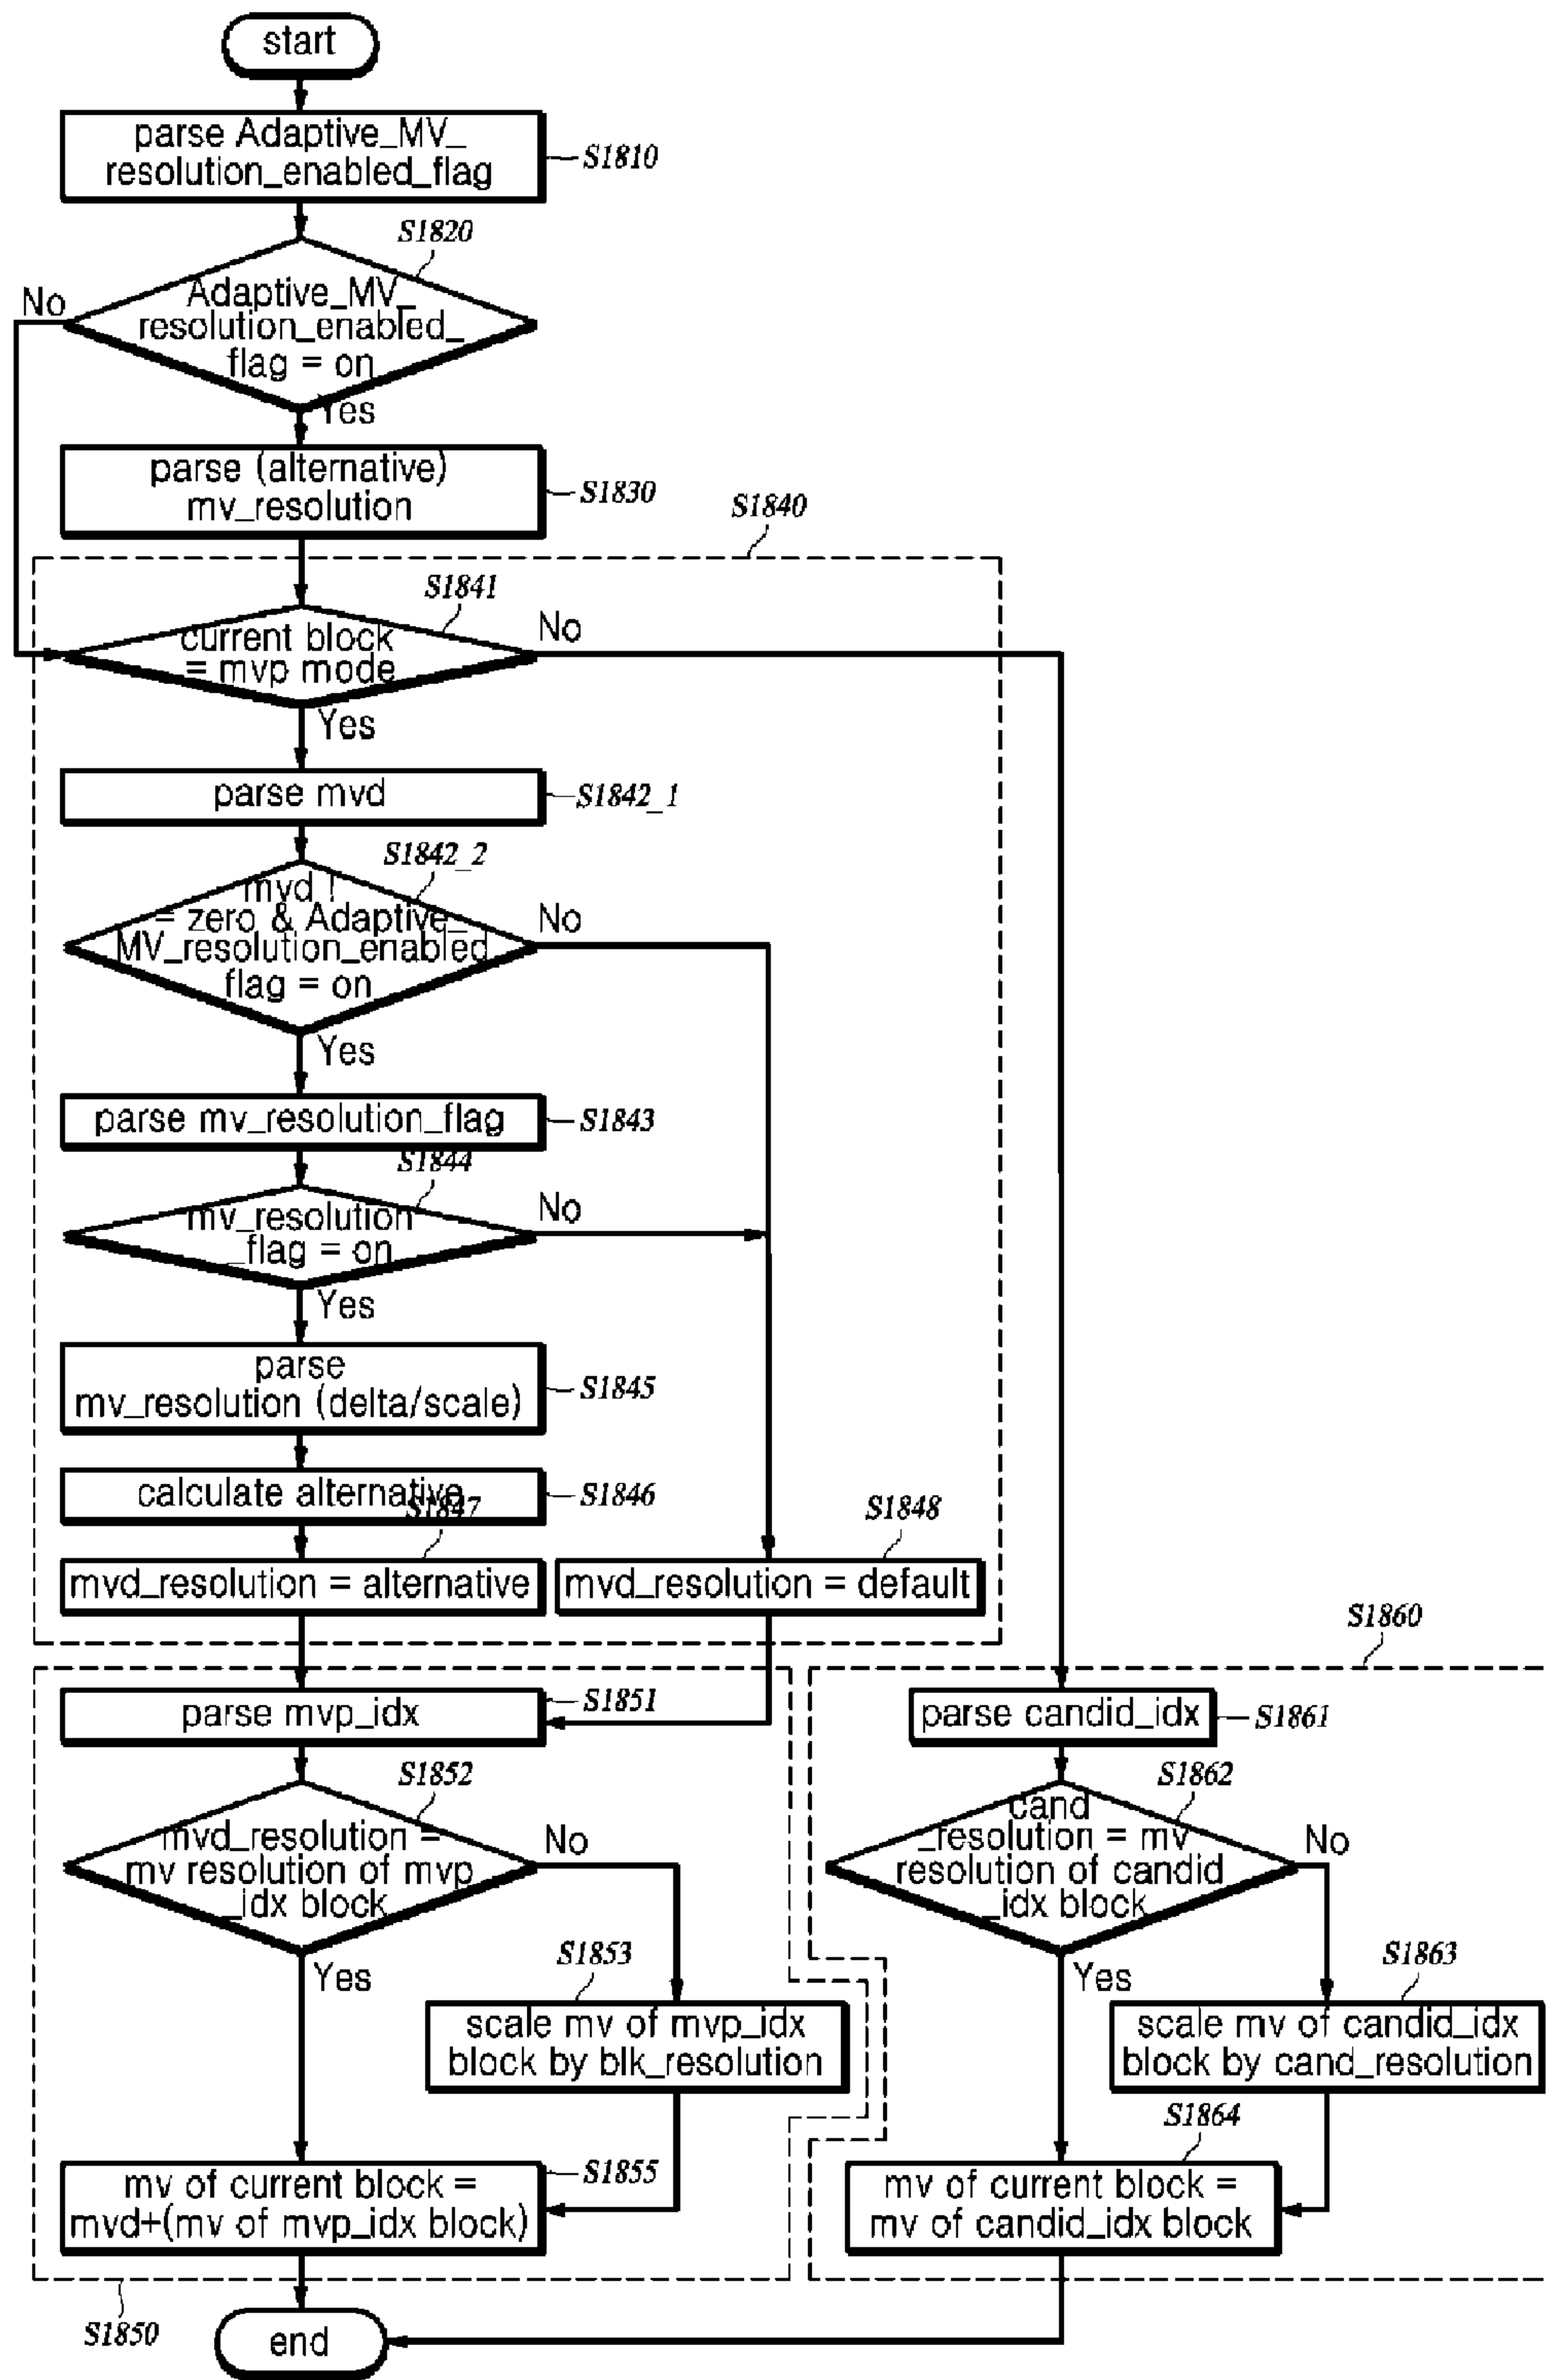 start
parse Adaptive_MV_
resolution_enabled_flag
S1810
S1820
No
Adaptive_MV_
resolution_enabled_
flag = on
Yes
parse (alternative)
mv_resolution
S1830
S1840
S1841
current block
= mvp mode
No
Yes
parse mvd
S1842_1
S1842_2
mvd !
= zero & Adaptive_
MV_resolution_enabled
flag = on
No
Yes
parse mv_resolution_flag
S1843
S1844
mv_resolution
_flag = on
No
Yes
parse
mv_resolution (delta/scale)
S1845
calculate alternative
S1846
S1847
S1848
mvd_resolution = alternative
mvd_resolution = default
S1860
parse mvp_idx
S1851
parse candid_idx
S1861
S1852
mvd_resolution =
mv resolution of mvp
_idx block
No
Yes
S1862
cand
_resolution = mv
resolution of candid
_idx block
No
Yes
S1853
scale mv of mvp_idx
block by blk_resolution
S1863
scale mv of candid_idx
block by cand_resolution
mv of current block =
mvd+(mv of mvp_idx block)
S1855
S1864
mv of current block =
mv of candid_idx block
S1850
end